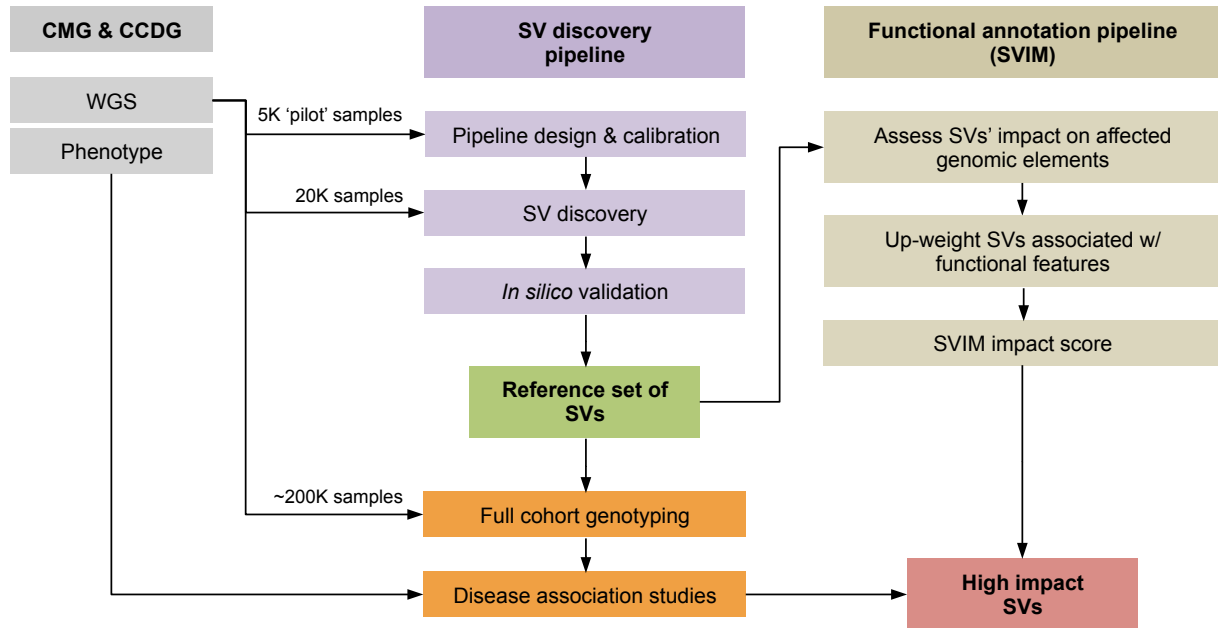 CMG & CCDG
WGS
Phenotype
SV discovery
pipeline
5K ‘pilot’ samples
Pipeline design & calibration
20K samples
SV discovery
In silico validation
Reference set of
SVs
~200K samples
Full cohort genotyping
Disease association studies
Functional annotation pipeline
(SVIM)
Assess SVs’ impact on affected
genomic elements
Up-weight SVs associated w/
functional features
SVIM impact score
High impact
SVs